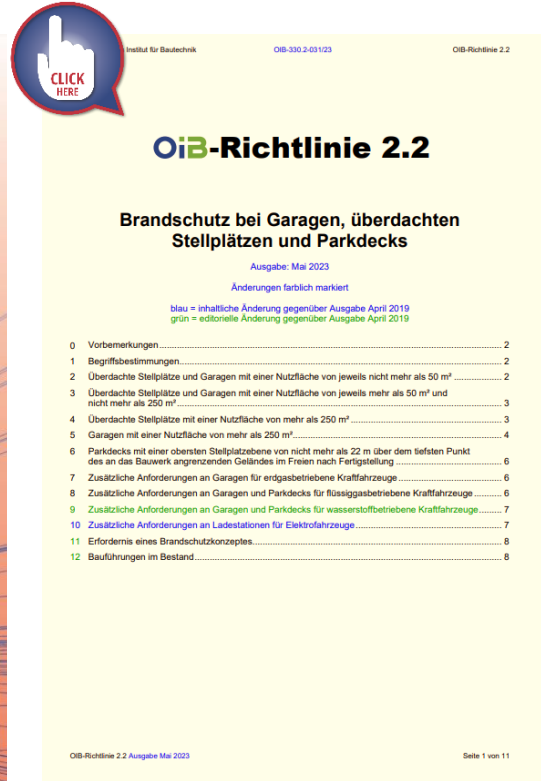 CLICK
HERE
Institut für Bautechnik OIB-330.2-031/23 OIB-Richtlinie 2.2
OiB-Richtlinie 2.2
Brandschutz bei Garagen, überdachten
Stellplätzen und Parkdecks
Ausgabe: Mai 2023
Änderungen farblich markiert
blau = inhaltliche Änderung gegenüber Ausgabe April 2019
grün = editorielle Änderung gegenüber Ausgabe April 2019
0 Vorbemerkungen 2
1 Begriffsbestimmungen 2
2 Überdachte Stellplätze und Garagen mit einer Nutzfläche von jeweils nicht mehr als 50 m² 2
3 Überdachte Stellplätze und Garagen mit einer Nutzfläche von jeweils mehr als 50 m² und
nicht mehr als 250 m² 3
4 Überdachte Stellplätze mit einer Nutzfläche von mehr als 250 m² 3
5 Garagen mit einer Nutzfläche von mehr als 250 m² 4
6 Parkdecks mit einer obersten Stellplatzebene von nicht mehr als 22 m über dem tiefsten Punkt
des an das Bauwerk angrenzenden Geländes im Freien nach Fertigstellung 6
7 Zusätzliche Anforderungen an Garagen für erdgasbetriebene Kraftfahrzeuge 6
8 Zusätzliche Anforderungen an Garagen und Parkdecks für flüssiggasbetriebene Kraftfahrzeuge 6
9 Zusätzliche Anforderungen an Garagen und Parkdecks für wasserstoffbetriebene Kraftfahrzeuge 7
10 Zusätzliche Anforderungen an Ladestationen für Elektrofahrzeuge 7
11 Erfordernis eines Brandschutzkonzeptes 8
12 Bauführungen im Bestand 8
OIB-Richtlinie 2.2 Ausgabe Mai 2023 Seite 1 von 11